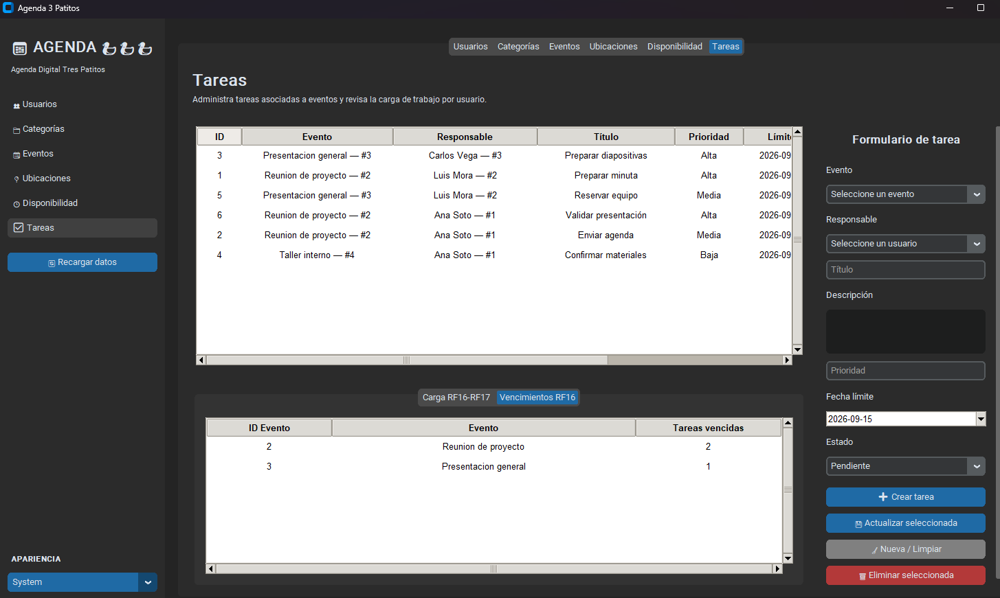 Agenda 3 Patitos
AGENDA
Agenda Digital Tres Patitos
Usuarios
Categorías
Eventos
Ubicaciones
Disponibilidad
Tareas
Recargar datos
APARIENCIA
System
Usuarios Categorías Eventos Ubicaciones Disponibilidad Tareas
Tareas
Administra tareas asociadas a eventos y revisa la carga de trabajo por usuario.
ID Evento Responsable Título Prioridad Límite
3 Presentacion general — #3 Carlos Vega — #3 Preparar diapositivas Alta 2026-09
1 Reunion de proyecto — #2 Luis Mora — #2 Preparar minuta Alta 2026-09
5 Presentacion general — #3 Luis Mora — #2 Reservar equipo Media 2026-09
6 Reunion de proyecto — #2 Ana Soto — #1 Validar presentación Alta 2026-09
2 Reunion de proyecto — #2 Ana Soto — #1 Enviar agenda Media 2026-09
4 Taller interno — #4 Ana Soto — #1 Confirmar materiales Baja 2026-09
Carga RF16-RF17 Vencimientos RF16
ID Evento Evento Tareas vencidas
2 Reunion de proyecto 2
3 Presentacion general 1
Formulario de tarea
Evento
Seleccione un evento
Responsable
Seleccione un usuario
Título
Descripción
Prioridad
Fecha límite
2026-09-15
Estado
Pendiente
Crear tarea
Actualizar seleccionada
Nueva / Limpiar
Eliminar seleccionada